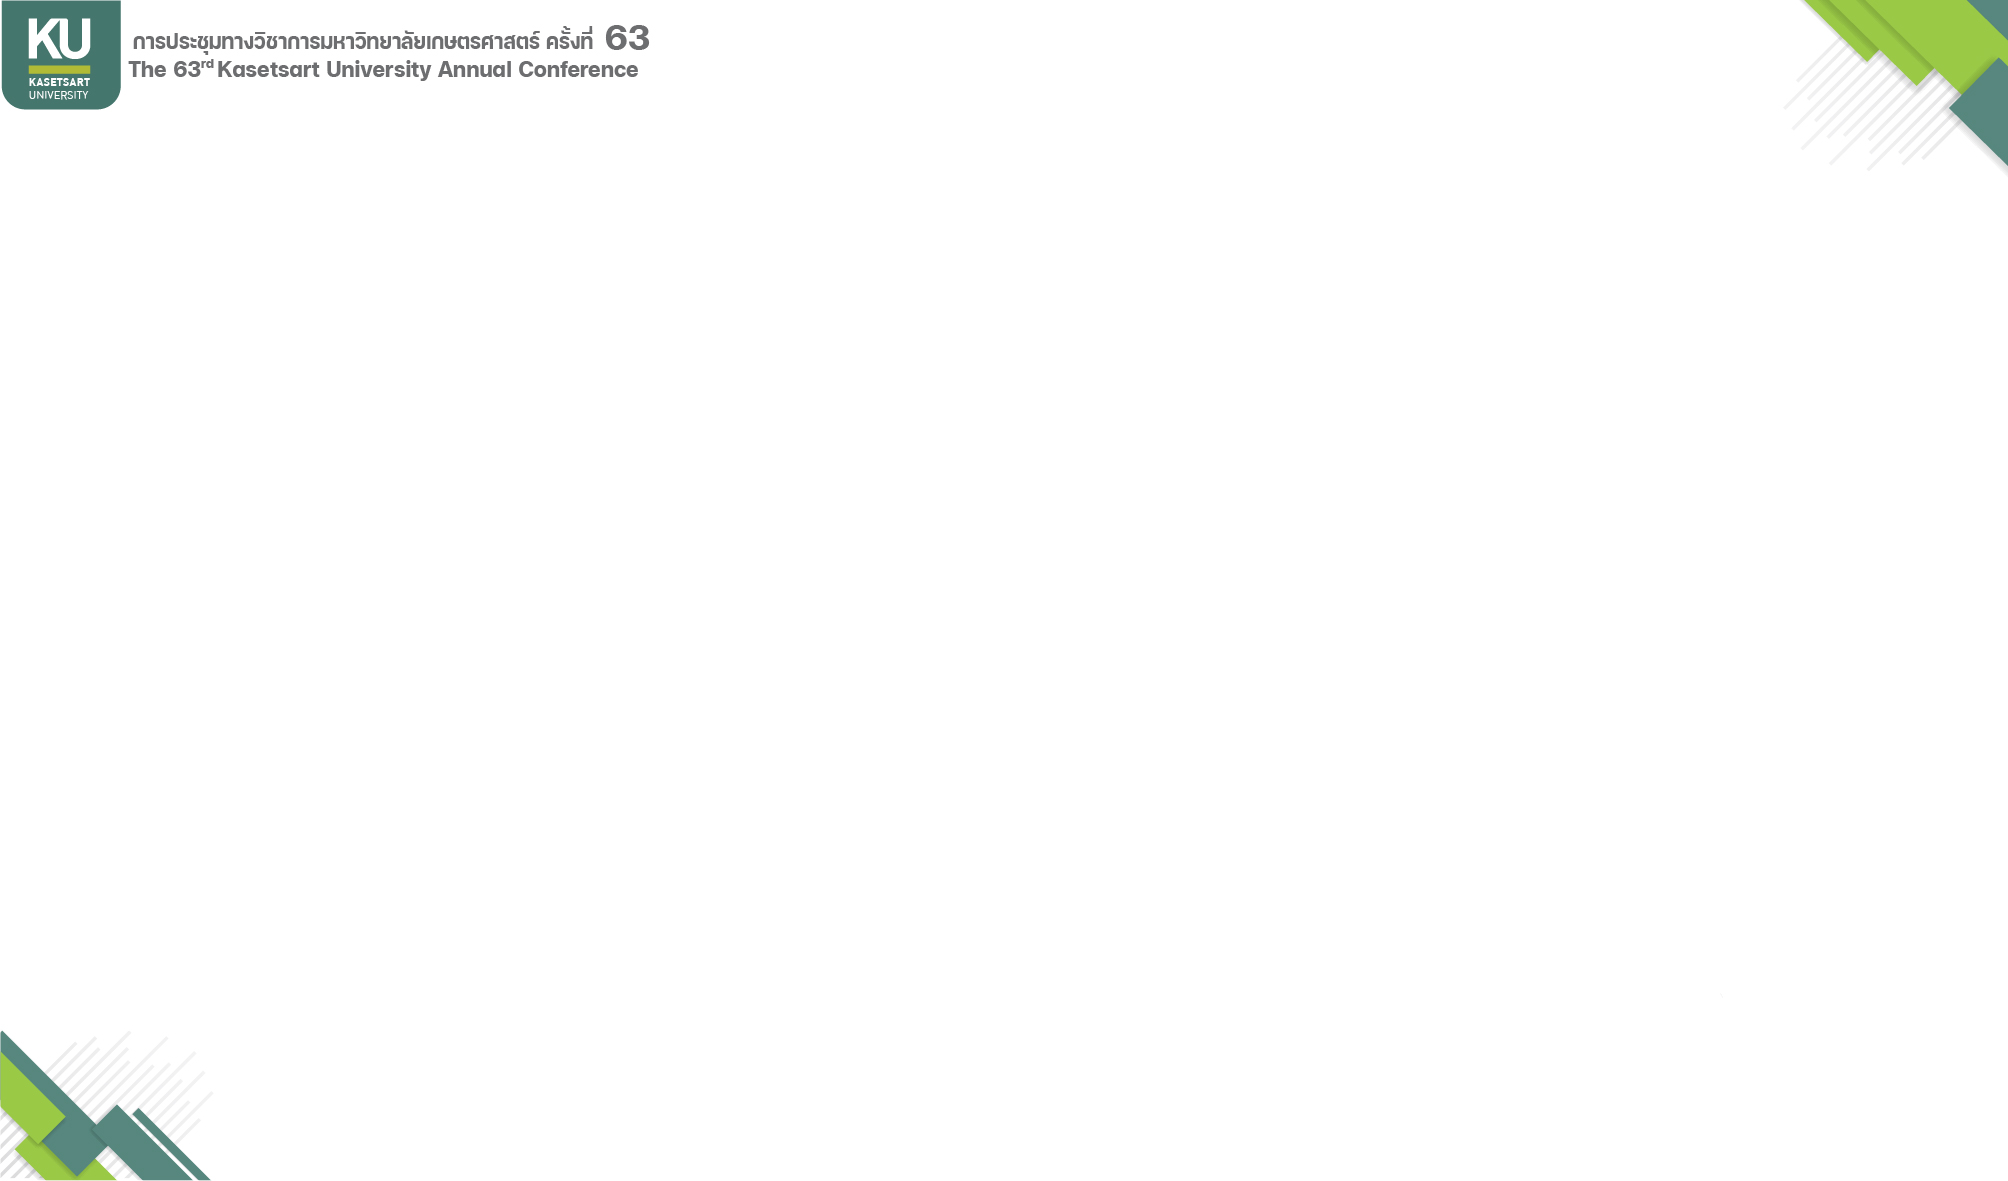 KU
KASETSART
UNIVERSITY
การประชุมทางวิชาการมหาวิทยาลัยเกษตรศาสตร์ ครั้งที่ 63
The 63rd Kasetsart University Annual Conference